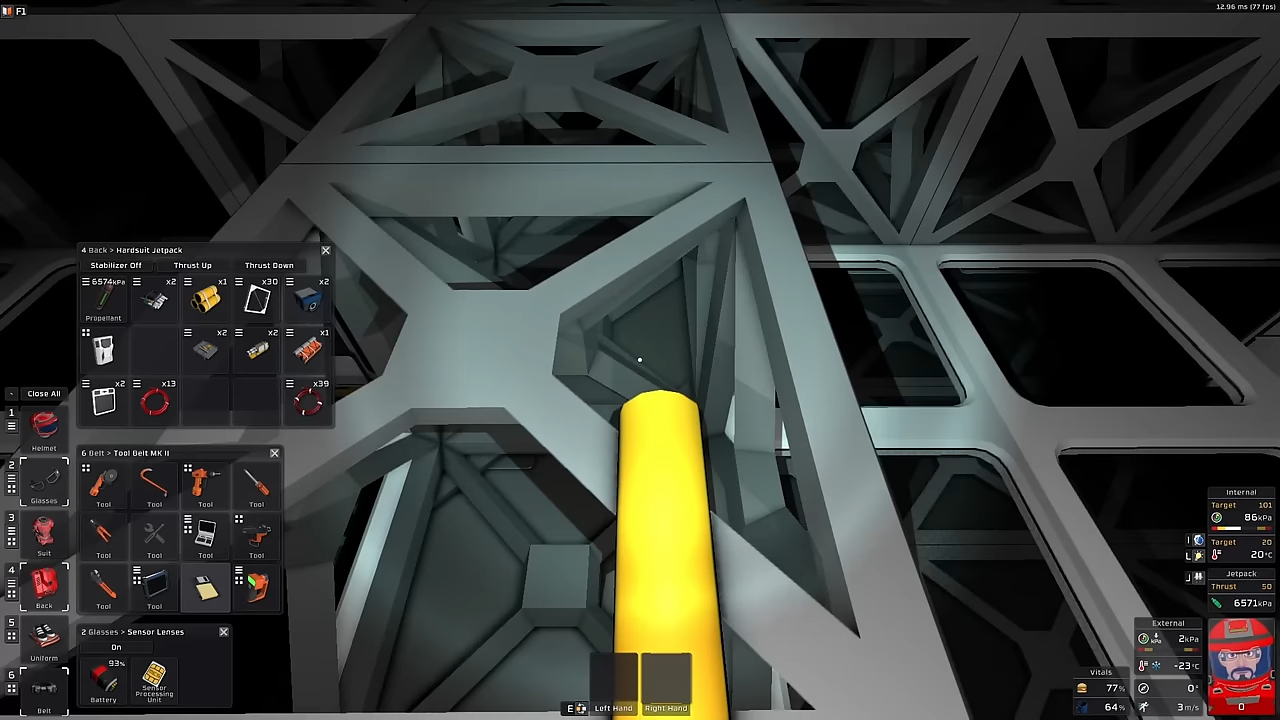 F1
12.96 ms (77 fps)
4 Back > Hardsuit Jetpack
Stabilizer Off Thrust Up Thrust Down
6574kPa x2 x1 x30 x2
Propellant
x2 x2 x1
x2 x13 x39
Close All
1
Helmet
2
Glasses
3
Suit
4
Back
5
Uniform
6
Belt
6 Belt > Tool Belt MK II
Tool Tool Tool Tool
Tool Tool Tool Tool
Tool Tool
2 Glasses > Sensor Lenses
On
93%
Battery
Sensor Processing Unit
E
Left Hand Right Hand
Internal
Target 101
86kPa
Target 20
20°C
I
L
J
Jetpack
Thrust 50
6571kPa
External
kPa 2kPa
-23°C
0°
3m/s
Vitals
77%
64%
0